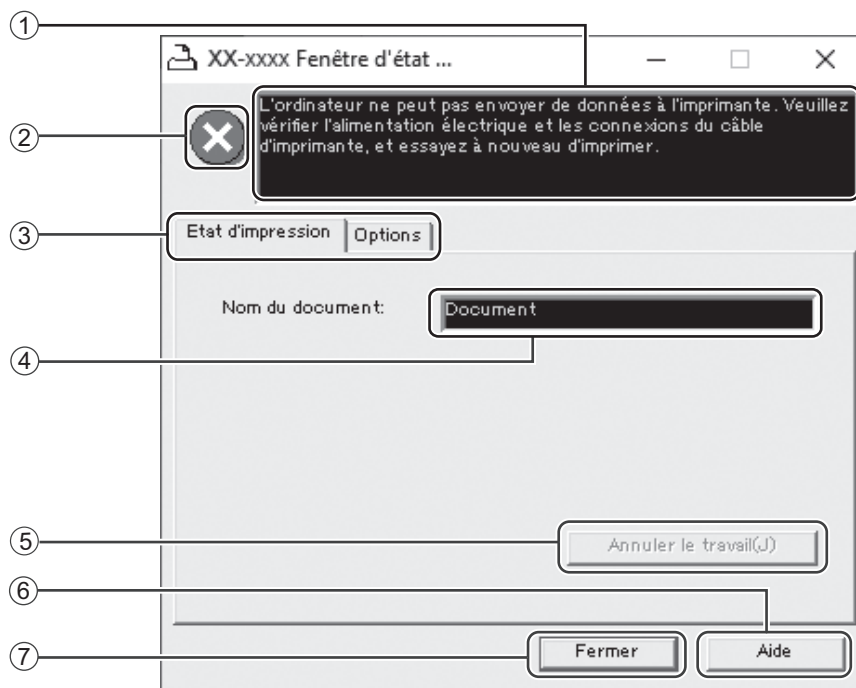 ①
XX-xxxx Fenêtre d'état ...
②
L'ordinateur ne peut pas envoyer de données à l'imprimante. Veuillez
vérifier l'alimentation électrique et les connexions du câble
d'imprimante, et essayez à nouveau d'imprimer.
③
Etat d'impression Options
Nom du document: Document
④
⑤
Annuler le travail(J)
⑥
⑦
Fermer Aide